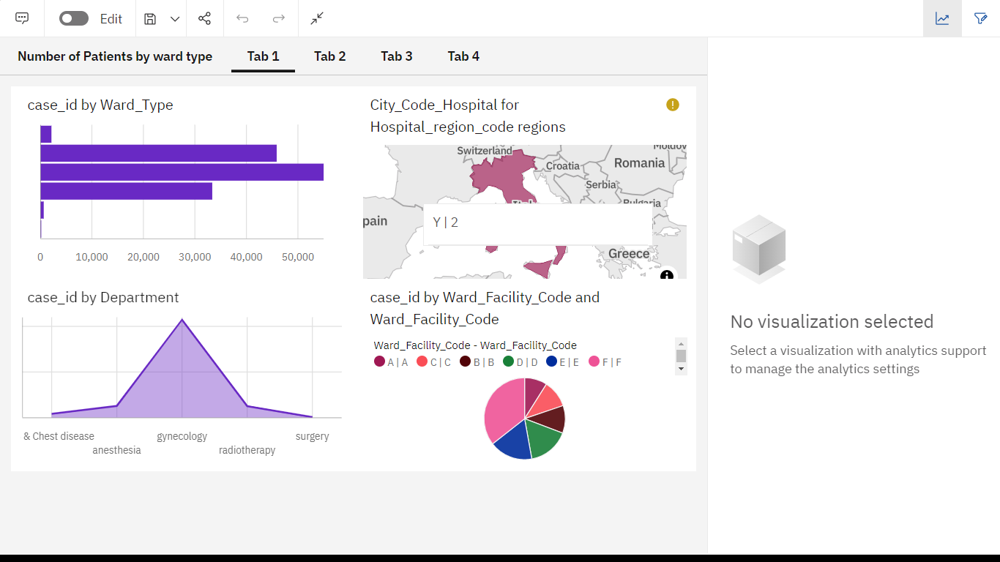 Edit
Number of Patients by ward type Tab 1 Tab 2 Tab 3 Tab 4
case_id by Ward_Type
0 10,000 20,000 30,000 40,000 50,000
City_Code_Hospital for
Hospital_region_code regions
Switzerland
Croatia
Romania
Serbia
Bulgaria
pain
Y | 2
Greece
case_id by Department
& Chest disease gynecology surgery
anesthesia radiotherapy
case_id by Ward_Facility_Code and
Ward_Facility_Code
Ward_Facility_Code - Ward_Facility_Code
A | A C | C B | B D | D E | E F | F
No visualization selected
Select a visualization with analytics support
to manage the analytics settings